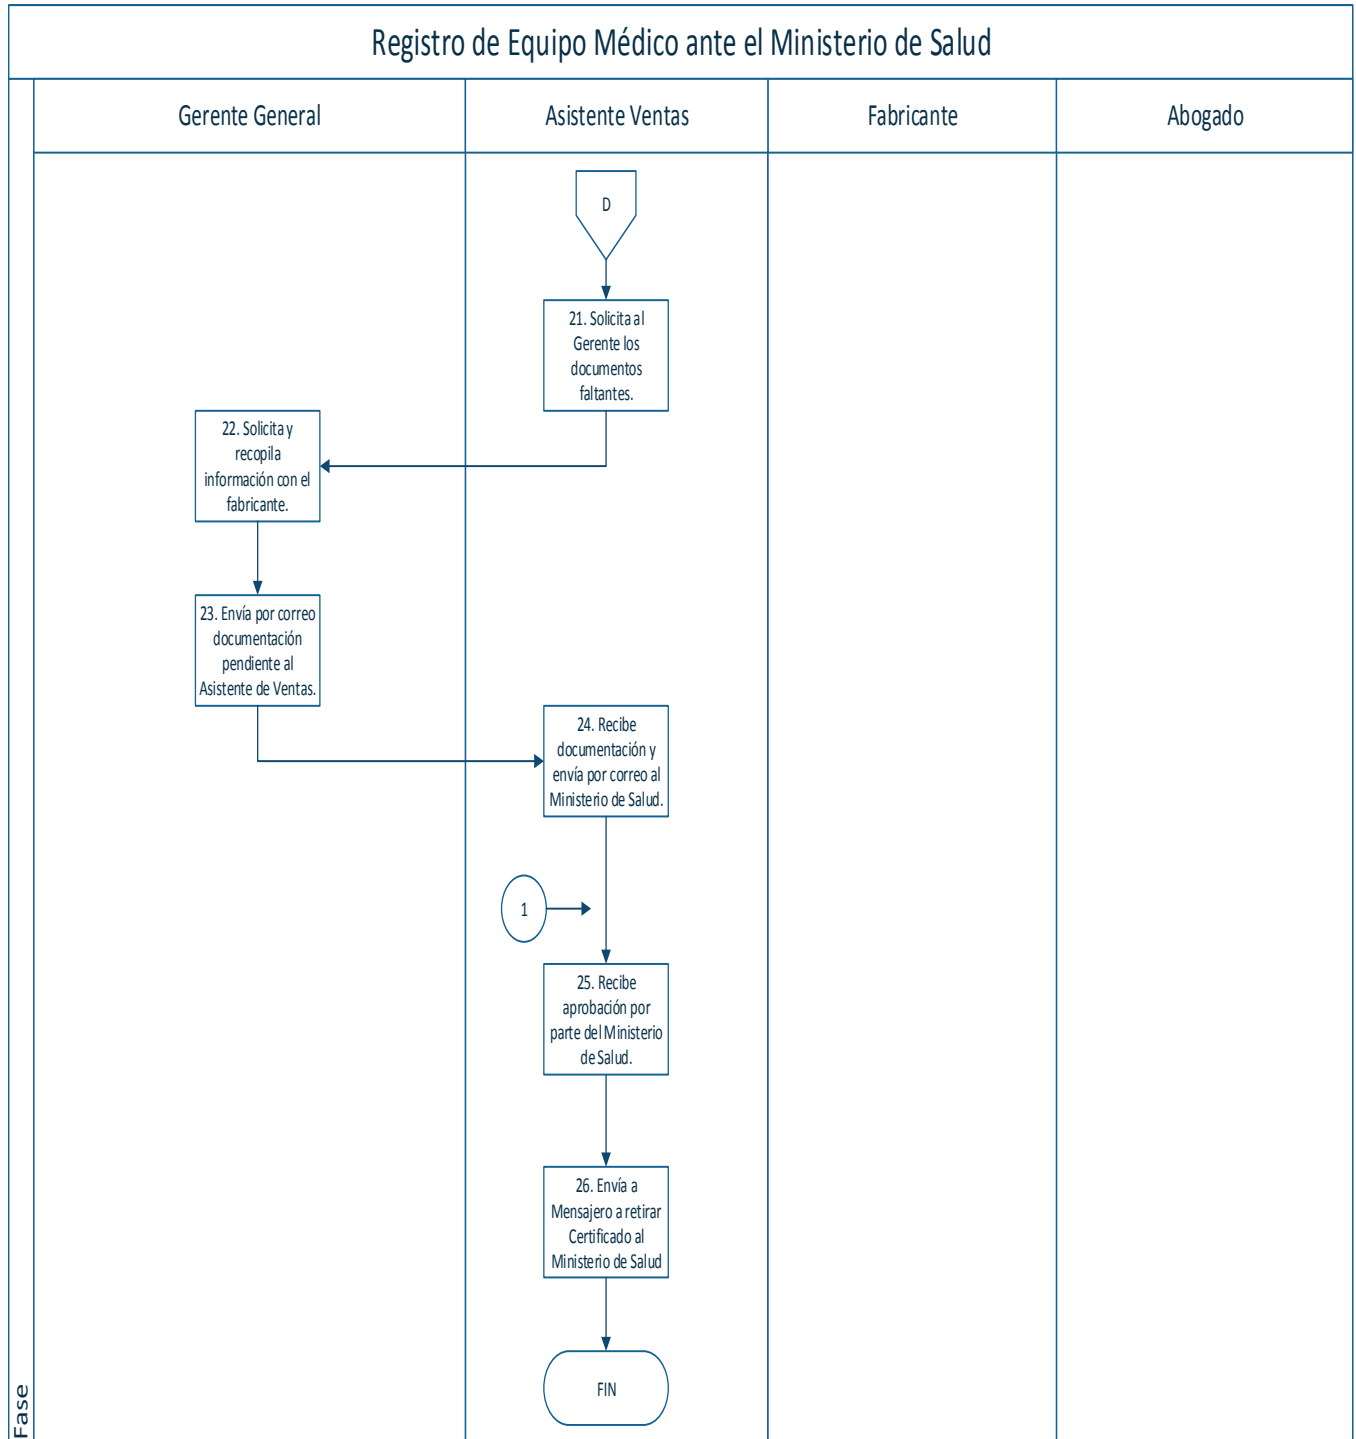 Registro de Equipo Médico ante el Ministerio de Salud
Gerente General
Asistente Ventas
Fabricante
Abogado
D
21. Solicita al
Gerente los
documentos
faltantes.
22. Solicita y
recopila
información con el
fabricante.
23. Envía por correo
documentación
pendiente al
Asistente de Ventas.
24. Recibe
documentación y
envía por correo al
Ministerio de Salud.
1
25. Recibe
aprobación por
parte del Ministerio
de Salud.
26. Envía a
Mensajero a retirar
Certificado al
Ministerio de Salud
FIN
Fase